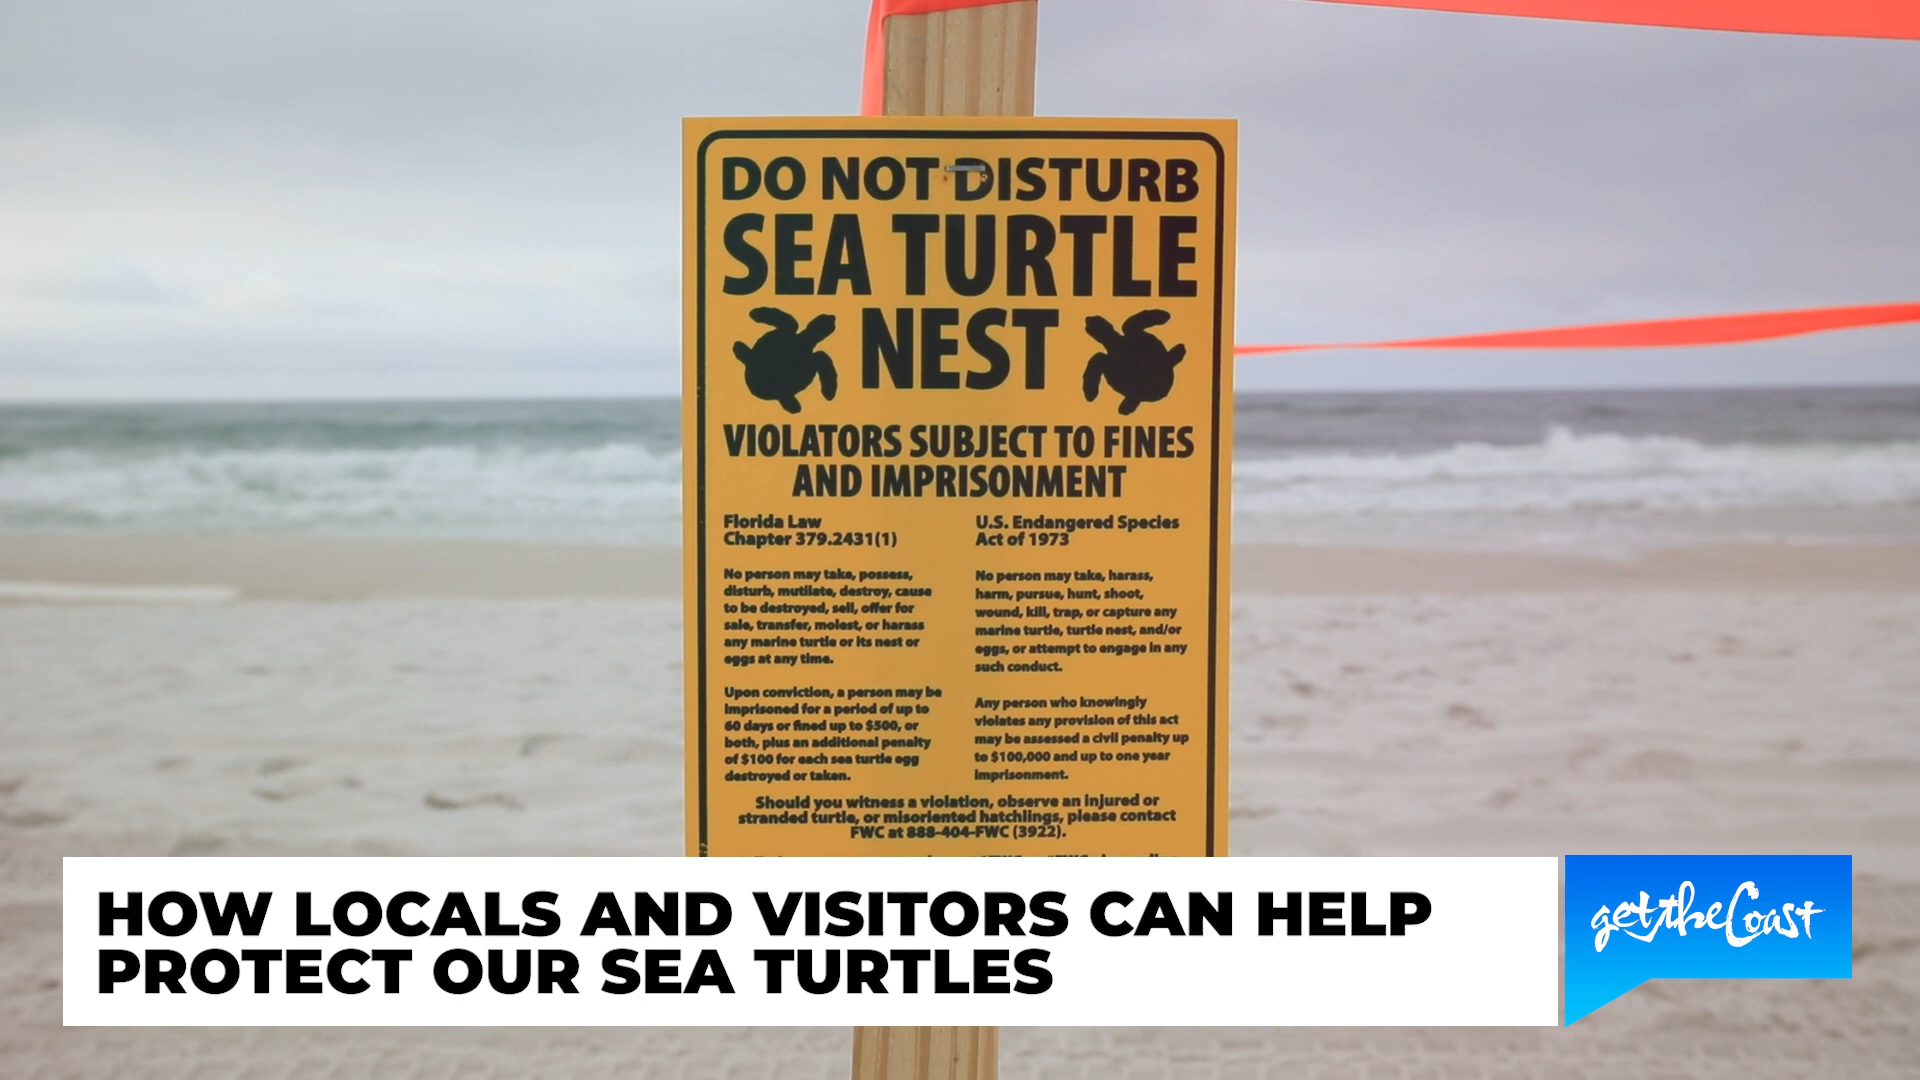 DO NOT DISTURB
SEA TURTLE
NEST
VIOLATORS SUBJECT TO FINES
AND IMPRISONMENT
Florida Law
Chapter 379.2431(1)
No person may take, possess,
disturb, mutilate, destroy, cause
to be destroyed, sell, offer for
sale, transfer, molest, or harass
any marine turtle or its nest or
eggs at any time.
Upon conviction, a person may be
imprisoned for a period of up to
60 days or fined up to $500, or
both, plus an additional penalty
of $100 for each sea turtle egg
destroyed or taken.
U.S. Endangered Species
Act of 1973
No person may take, harass,
harm, pursue, hunt, shoot,
wound, kill, trap, or capture any
marine turtle, turtle nest, and/or
eggs, or attempt to engage in any
such conduct.
Any person who knowingly
violates any provision of this act
may be assessed a civil penalty up
to $100,000 and up to one year
imprisonment.
Should you witness a violation, observe an injured or
stranded turtle, or misoriented hatchlings, please contact
FWC at 888-404-FWC (3922).
HOW LOCALS AND VISITORS CAN HELP
PROTECT OUR SEA TURTLES
gettheCoast